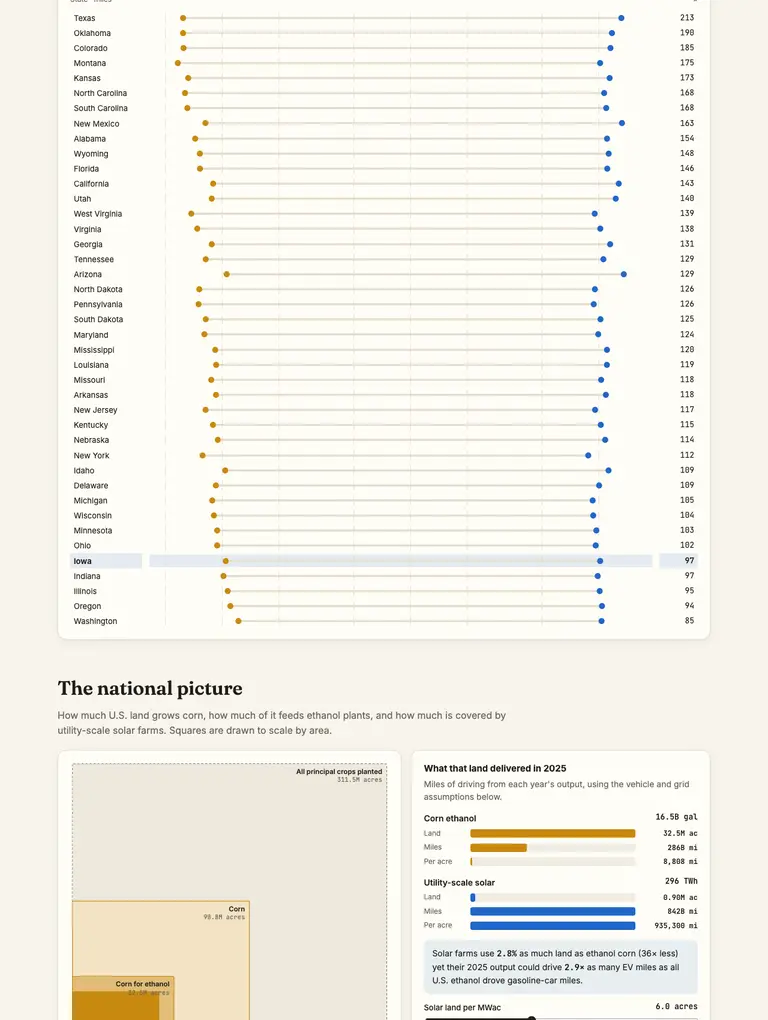 Texas 213
Oklahoma 190
Colorado 185
Montana 175
Kansas 173
North Carolina 168
South Carolina 168
New Mexico 163
Alabama 154
Wyoming 148
Florida 146
California 143
Utah 140
West Virginia 139
Virginia 138
Georgia 131
Tennessee 129
Arizona 129
North Dakota 126
Pennsylvania 126
South Dakota 125
Maryland 124
Mississippi 120
Louisiana 119
Missouri 118
Arkansas 118
New Jersey 117
Kentucky 115
Nebraska 114
New York 112
Idaho 109
Delaware 109
Michigan 105
Wisconsin 104
Minnesota 103
Ohio 102
Iowa 97
Indiana 97
Illinois 95
Oregon 94
Washington 85
The national picture
How much U.S. land grows corn, how much of it feeds ethanol plants, and how much is covered by
utility-scale solar farms. Squares are drawn to scale by area.
All principal crops planted
311.5M acres
Corn
98.8M acres
Corn for ethanol
32.5M acres
What that land delivered in 2025
Miles of driving from each year's output, using the vehicle and grid
assumptions below.
Corn ethanol 16.5B gal
Land 32.5M ac
Miles 286B mi
Per acre 8,808 mi
Utility-scale solar 296 TWh
Land 0.90M ac
Miles 842B mi
Per acre 935,300 mi
Solar farms use 2.8% as much land as ethanol corn (36× less)
yet their 2025 output could drive 2.9× as many EV miles as all
U.S. ethanol drove gasoline-car miles.
Solar land per MWac 6.0 acres